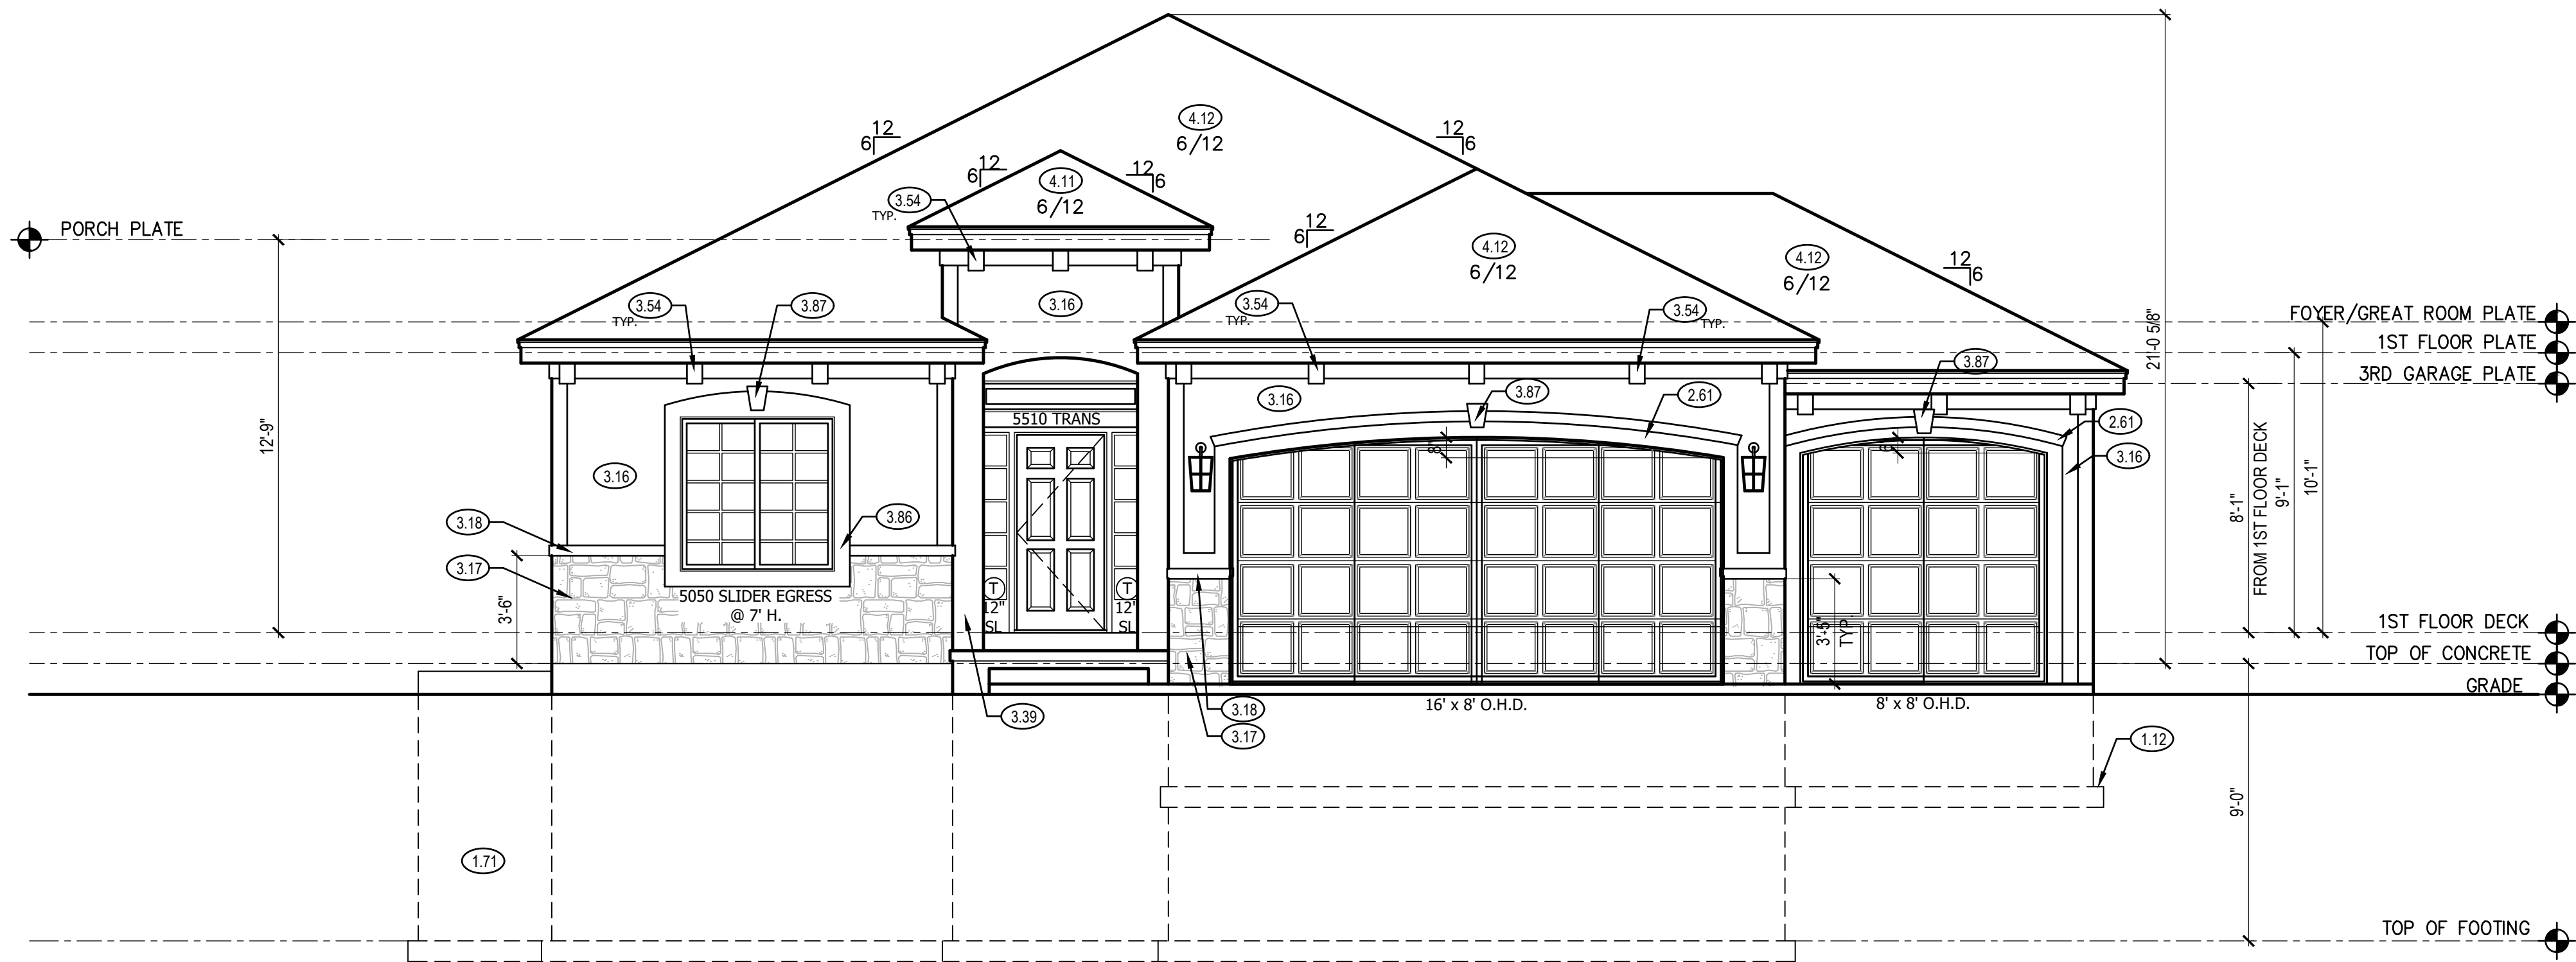 12
6
4.12
6/12
12
6
12
6
4.11
6/12
12
6
3.54
TYP.
PORCH PLATE
12
6
4.12
6/12
4.12
6/12
12
6
3.54
TYP.
3.87
3.16
3.54
TYP.
3.54
TYP.
FOYER/GREAT ROOM PLATE
21'-0 5/8"
1ST FLOOR PLATE
3.87
3RD GARAGE PLATE
12'-9"
3.16
3.87
2.61
5510 TRANS
2.61
8"
6"
3.16
3.16
8'-1"
FROM 1ST FLOOR DECK
9'-1"
10'-1"
3.18
3.86
3.17
3'-6"
5050 SLIDER EGRESS
@ 7' H.
T
12"
SL
T
12"
SL
3'-5"
TYP.
1ST FLOOR DECK
TOP OF CONCRETE
GRADE
3.39
3.18
3.17
16' x 8' O.H.D.
8' x 8' O.H.D.
1.12
9'-0"
1.71
TOP OF FOOTING